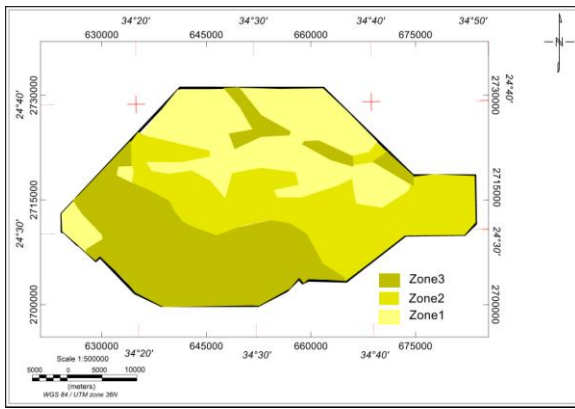 34°20' 34°30' 34°40' 34°50'
630000 645000 660000 675000
N
24°40' 2730000 2730000 24°40'
2715000 2715000
24°30' 24°30'
2700000 2700000
Zone3
Zone2
Zone1
630000 645000 660000 675000
34°20' 34°30' 34°40'
Scale 1:500000
5000 0 5000 10000
(meters)
WGS 84 / UTM zone 36N